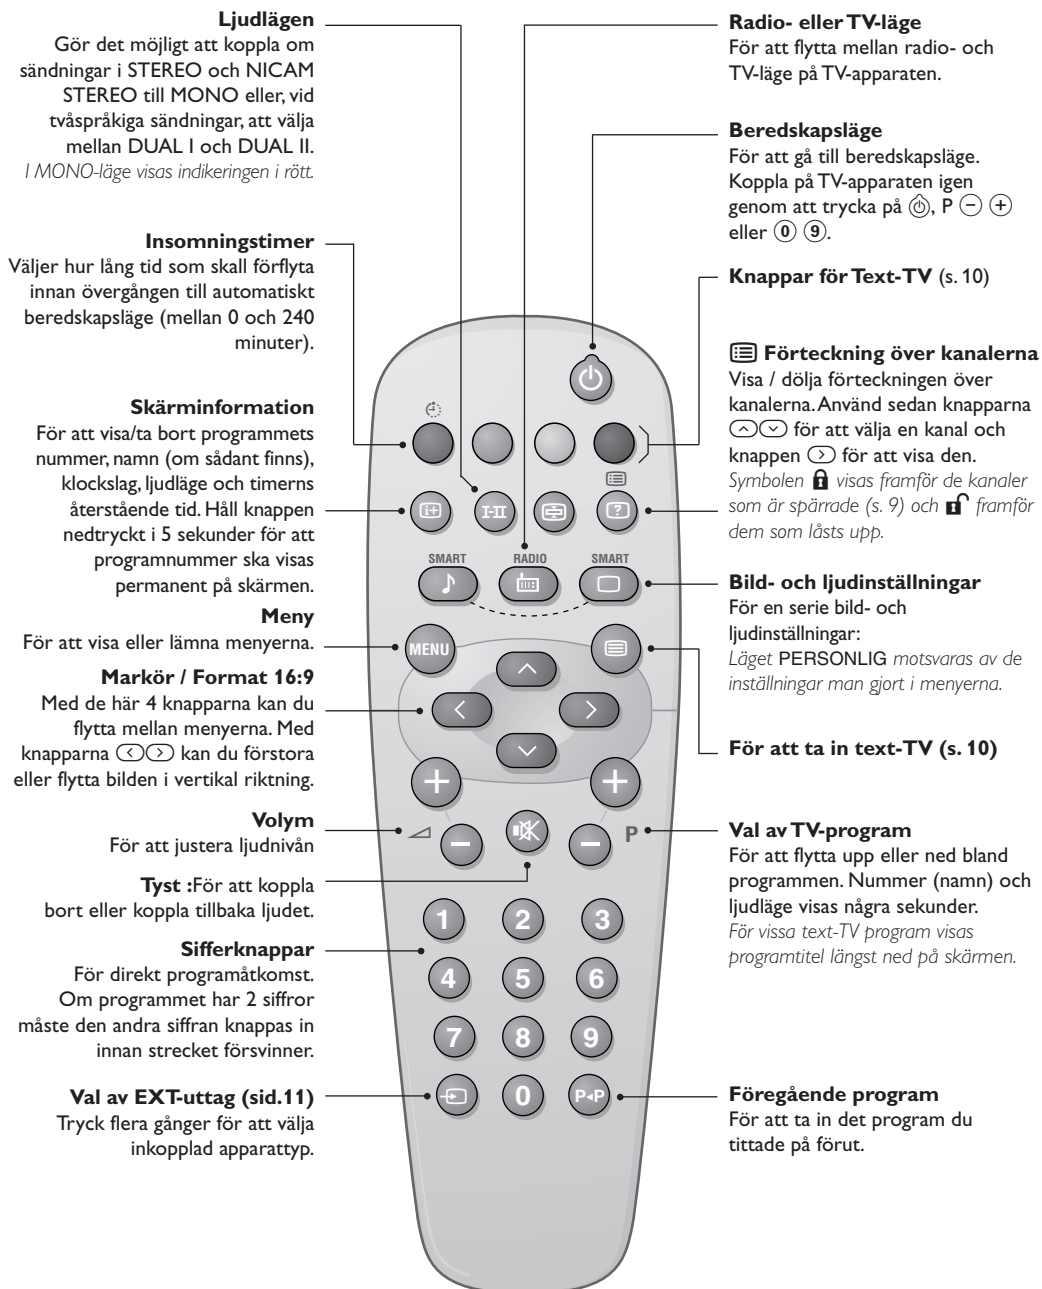 Ljudlägen
Gör det möjligt att koppla om
sändningar i STEREO och NICAM
STEREO till MONO eller, vid
tvåspråkiga sändningar, att välja
mellan DUAL I och DUAL II.
I MONO-läge visas indikeringen i rött.
Insomningstimer
Väljer hur lång tid som skall förflyta
innan övergången till automatiskt
beredskapsläge (mellan 0 och 240
minuter).
Skärminformation
För att visa/ta bort programmets
nummer, namn (om sådant finns),
klockslag, ljudläge och timerns
återstående tid. Håll knappen
nedtryckt i 5 sekunder för att
programnummer ska visas
permanent på skärmen.
Meny
För att visa eller lämna menyerna.
Markör / Format 16:9
Med de här 4 knapparna kan du
flytta mellan menyerna. Med
knapparna < > kan du förstora
eller flytta bilden i vertikal riktning.
Volym
För att justera ljudnivån
Tyst :För att koppla
bort eller koppla tillbaka ljudet.
Sifferknappar
För direkt programåtkomst.
Om programmet har 2 siffror
måste den andra siffran knappas in
innan strecket försvinner.
Val av EXT-uttag (sid.11)
Tryck flera gånger för att välja
inkopplad apparattyp.
Radio- eller TV-läge
För att flytta mellan radio- och
TV-läge på TV-apparaten.
Beredskapsläge
För att gå till beredskapsläge.
Koppla på TV-apparaten igen
genom att trycka på ⏻, P - +
eller 0 9.
Knappar för Text-TV (s. 10)
Förteckning över kanalerna
Visa / dölja förteckningen över
kanalerna. Använd sedan knapparna
för att välja en kanal och
knappen > för att visa den.
Symbolen visas framför de kanaler
som är spärrade (s. 9) och framför
dem som låsts upp.
Bild- och ljudinställningar
För en serie bild- och
ljudinställningar:
Läget PERSONLIG motsvaras av de
inställningar man gjort i menyerna.
För att ta in text-TV (s. 10)
Val av TV-program
För att flytta upp eller ned bland
programmen. Nummer (namn) och
ljudläge visas några sekunder.
För vissa text-TV program visas
programtitel längst ned på skärmen.
Föregående program
För att ta in det program du
tittade på förut.
i+ I-II ?
SMART RADIO SMART
MENU
+ +
- - P
1 2 3
4 5 6
7 8 9
0 P◂P